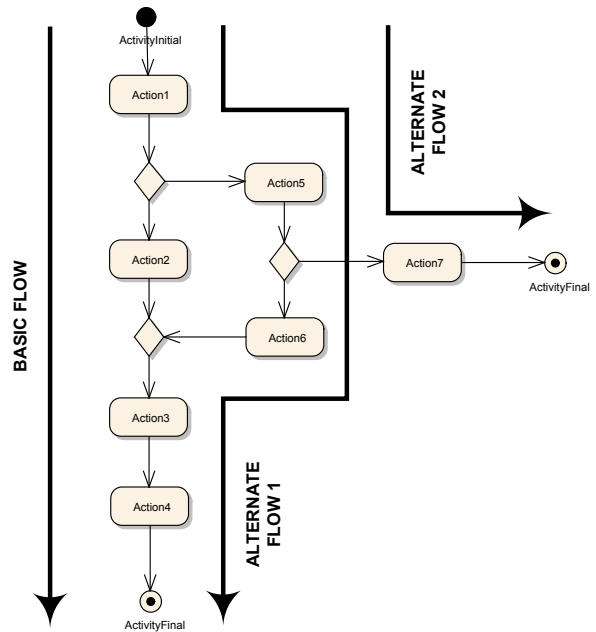 ActivityInitial
Action1
Action5
Action2
Action7
ActivityFinal
Action6
Action3
Action4
ActivityFinal
BASIC FLOW
ALTERNATE
FLOW 1
ALTERNATE
FLOW 2